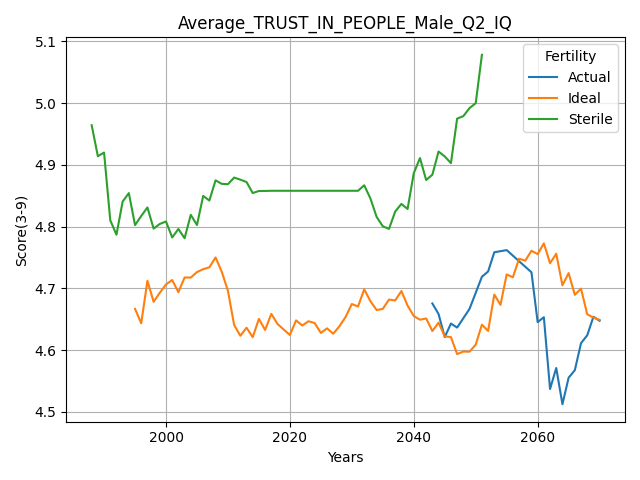 Average_TRUST_IN_PEOPLE_Male_Q2_IQ
Fertility
Actual
Ideal
Sterile
Score(3-9)
5.1
5.0
4.9
4.8
4.7
4.6
4.5
2000
2020
2040
2060
Years